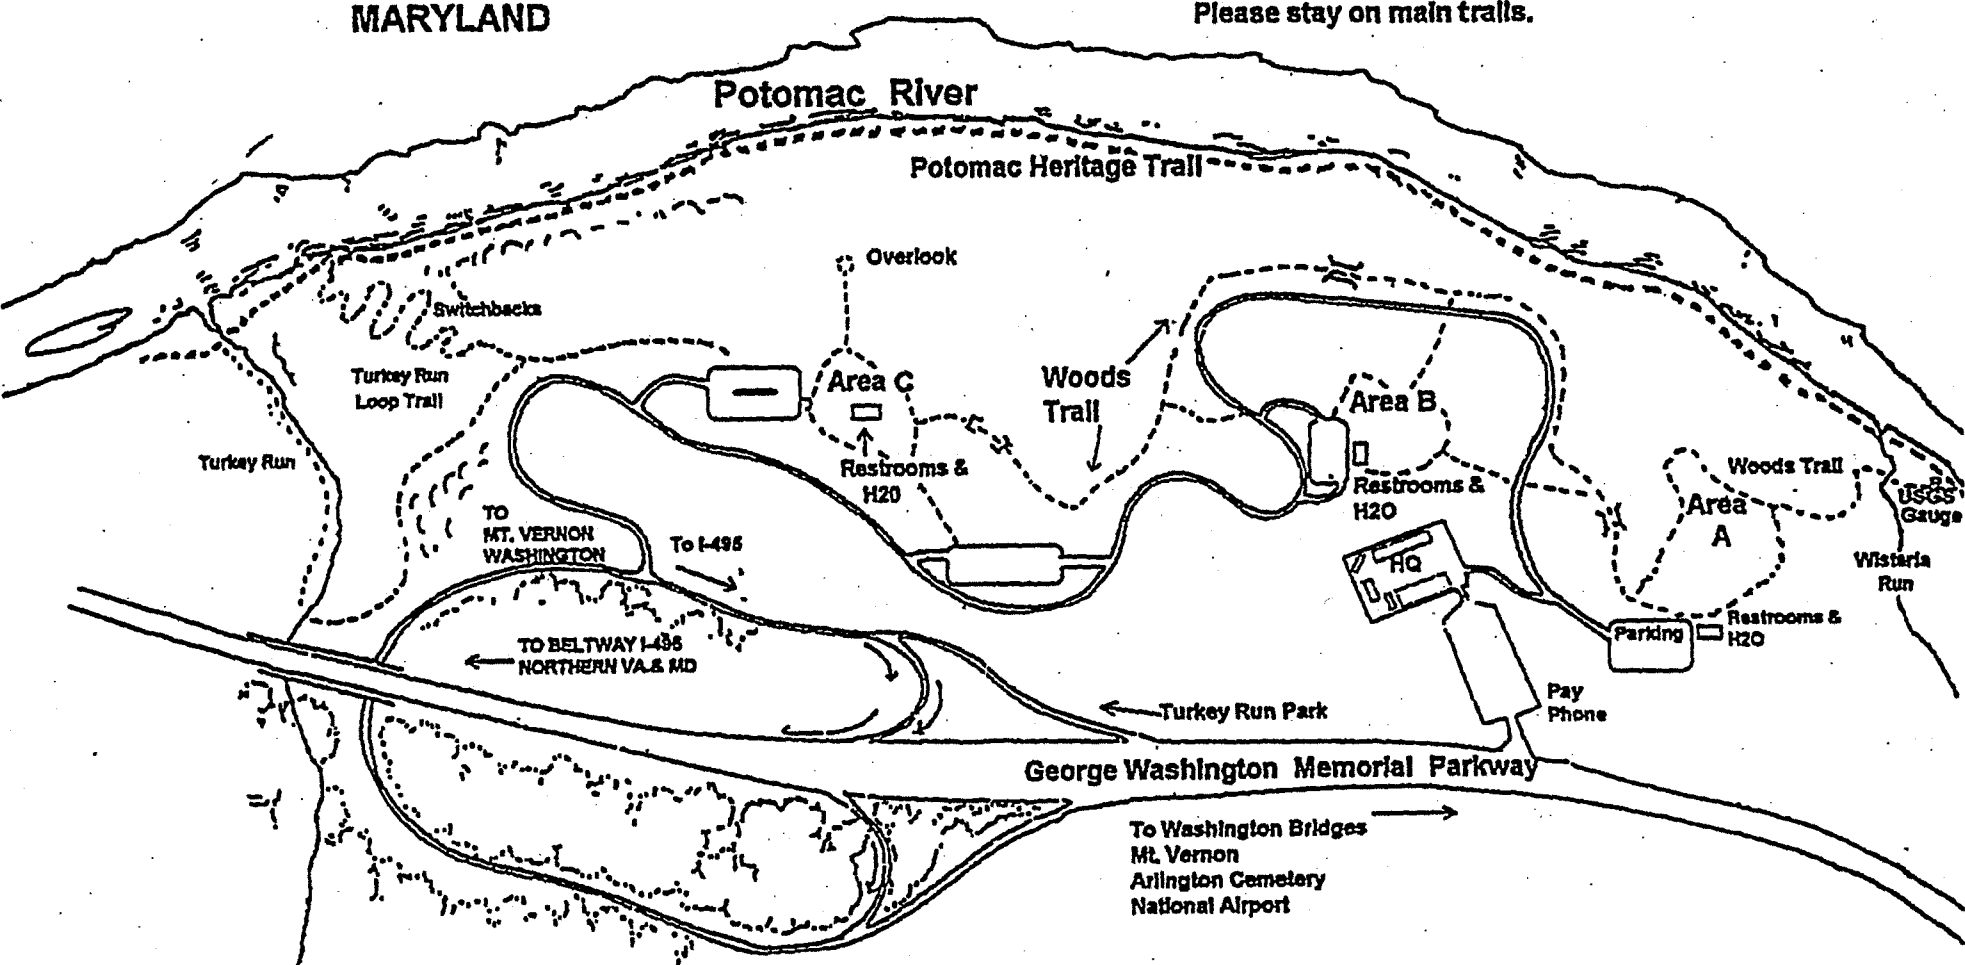 MARYLAND
Please stay on main trails.
Potomac River
Potomac Heritage Trail
Overlook
Switchbacks
Turkey Run
Loop Trail
Area C
Woods
Trail
Area B
Turkey Run
Restrooms &
H20
Restrooms &
H2O
Woods Trail
Area
A
USGS
Gauge
TO
MT. VERNON
WASHINGTON
To I-495
HQ
Wisteria
Run
Parking
Restrooms &
H2O
TO BELTWAY I-495
NORTHERN VA & MD
Pay
Phone
Turkey Run Park
George Washington Memorial Parkway
To Washington Bridges
Mt. Vernon
Arlington Cemetery
National Airport